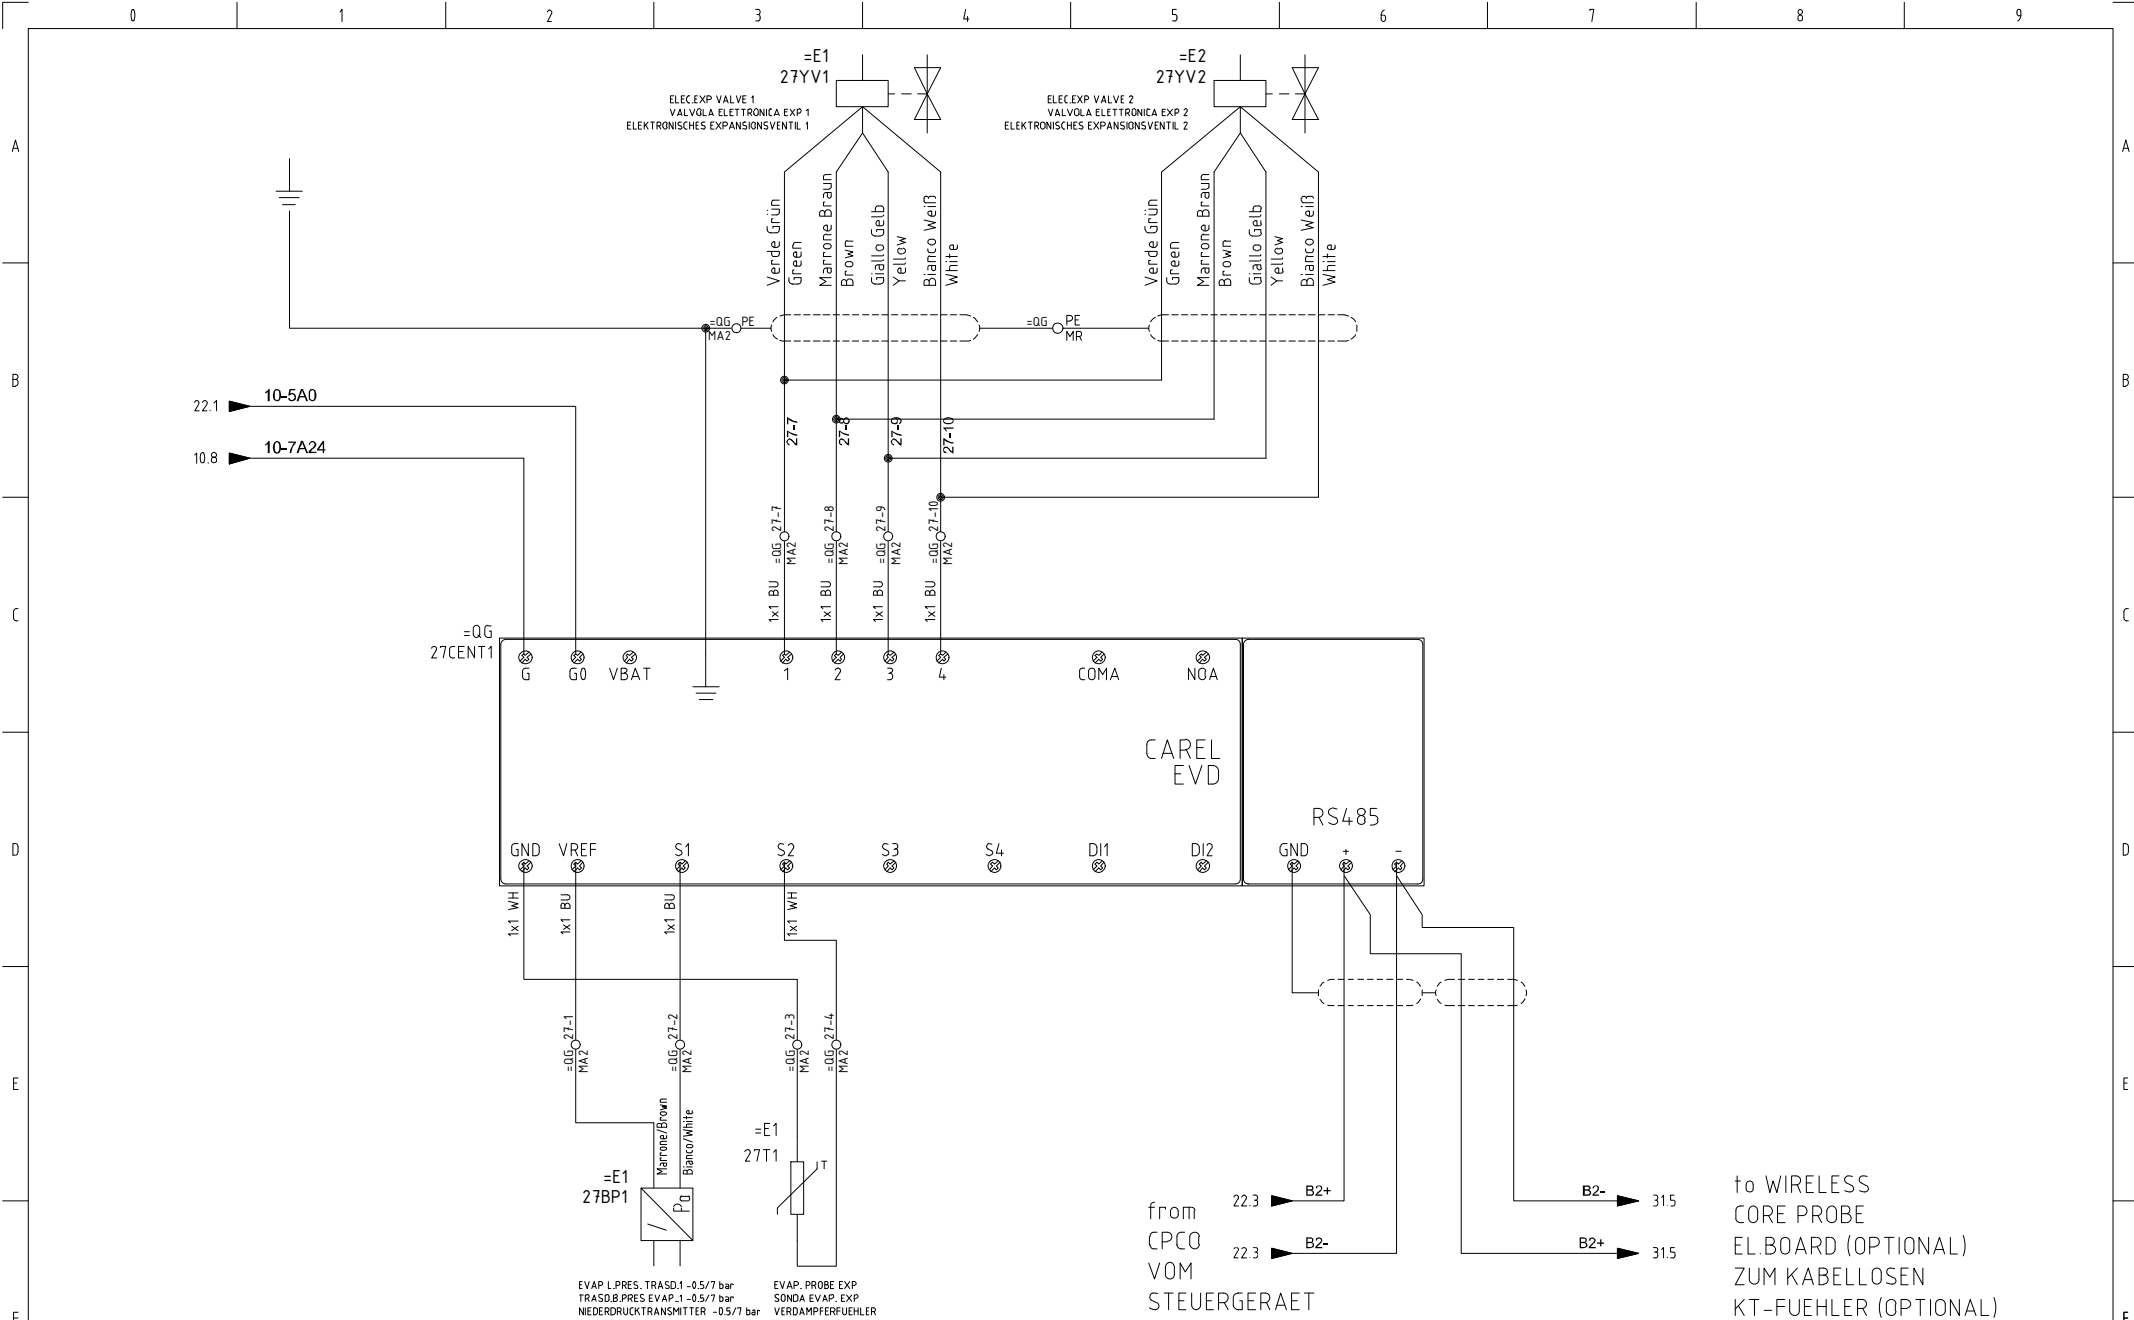 0 1 2 3 4 5 6 7 8 9
=E1
27YV1
ELEC.EXP VALVE 1
VALVOLA ELETTRONICA EXP 1
ELEKTRONISCHES EXPANSIONSVENTIL 1
=E2
27YV2
ELEC.EXP VALVE 2
VALVOLA ELETTRONICA EXP 2
ELEKTRONISCHES EXPANSIONSVENTIL 2
A
A
Verde Grün
Green
Marrone Braun
Brown
Giallo Gelb
Yellow
Bianco Weiß
White
Verde Grün
Green
Marrone Braun
Brown
Giallo Gelb
Yellow
Bianco Weiß
White
=QG PE
MA2
=QG PE
MR
B
B
22.1 10-5A0
10.8 10-7A24
27-7
27-8
27-9
27-10
=QG 27-7
MA2
=QG 27-8
MA2
=QG 27-9
MA2
=QG 27-10
MA2
1x1 BU
1x1 BU
1x1 BU
1x1 BU
C
C
=QG
27CENT1
G G0 VBAT 1 2 3 4 COMA NOA
CAREL
EVD
RS485
D
D
GND VREF S1 S2 S3 S4 DI1 DI2 GND + -
1x1 WH
1x1 BU
1x1 BU
1x1 WH
=QG 27-1
MA2
=QG 27-2
MA2
=QG 27-3
MA2
=QG 27-4
MA2
E
E
Marrone/Brown
Bianco/White
=E1
27BP1
Pa
/
=E1
27T1
T
EVAP L.PRES. TRASD.1 -0.5/7 bar
TRASD.B.PRES EVAP.1 -0.5/7 bar
NIEDERDRUCKTRANSMITTER -0.5/7 bar
EVAP. PROBE EXP
SONDA EVAP. EXP
VERDAMPFERFUEHLER
from
CPCO
VOM
STEUERGERAET
22.3 B2+
22.3 B2-
B2- 31.5
B2+ 31.5
to WIRELESS
CORE PROBE
EL.BOARD (OPTIONAL)
ZUM KABELLOSEN
KT-FUEHLER (OPTIONAL)
F
F